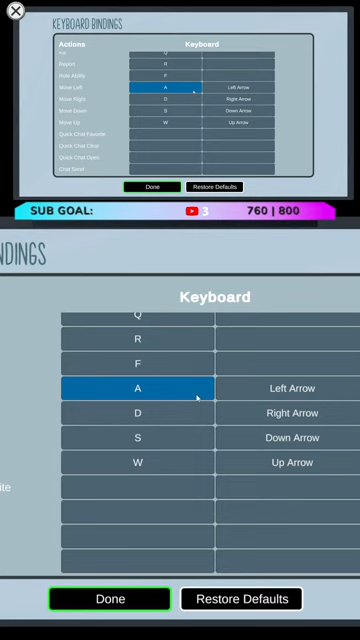 KEYBOARD BINDINGS
Actions Keyboard
Kill Q
Report R
Role Ability F
Move Left A Left Arrow
Move Right D Right Arrow
Move Down S Down Arrow
Move Up W Up Arrow
Quick Chat Favorite
Quick Chat Clear
Quick Chat Open
Chat Send
Done Restore Defaults
SUB GOAL: 3 760 | 800
NDINGS
Keyboard
Q
R
F
A Left Arrow
D Right Arrow
S Down Arrow
W Up Arrow
ite
Done Restore Defaults